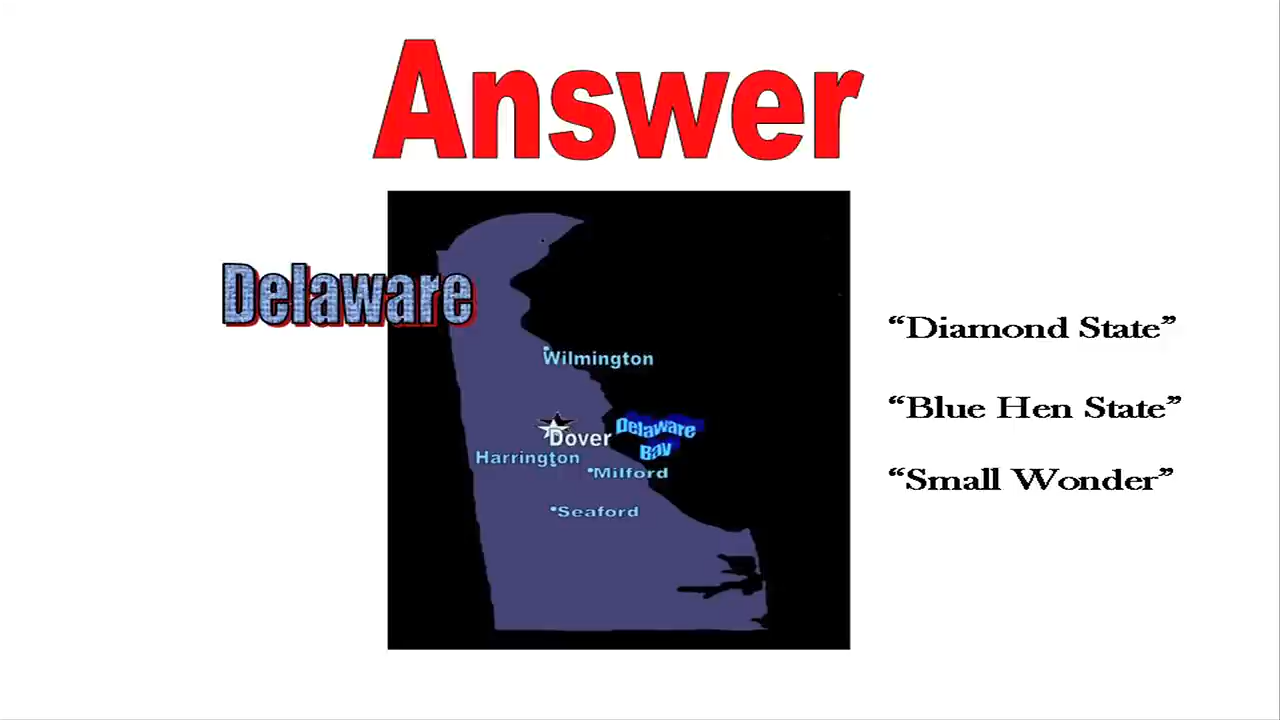 Answer
Delaware
“Diamond State”
Wilmington
“Blue Hen State”
Delaware
Bay
Dover
Harrington
Milford
“Small Wonder”
Seaford